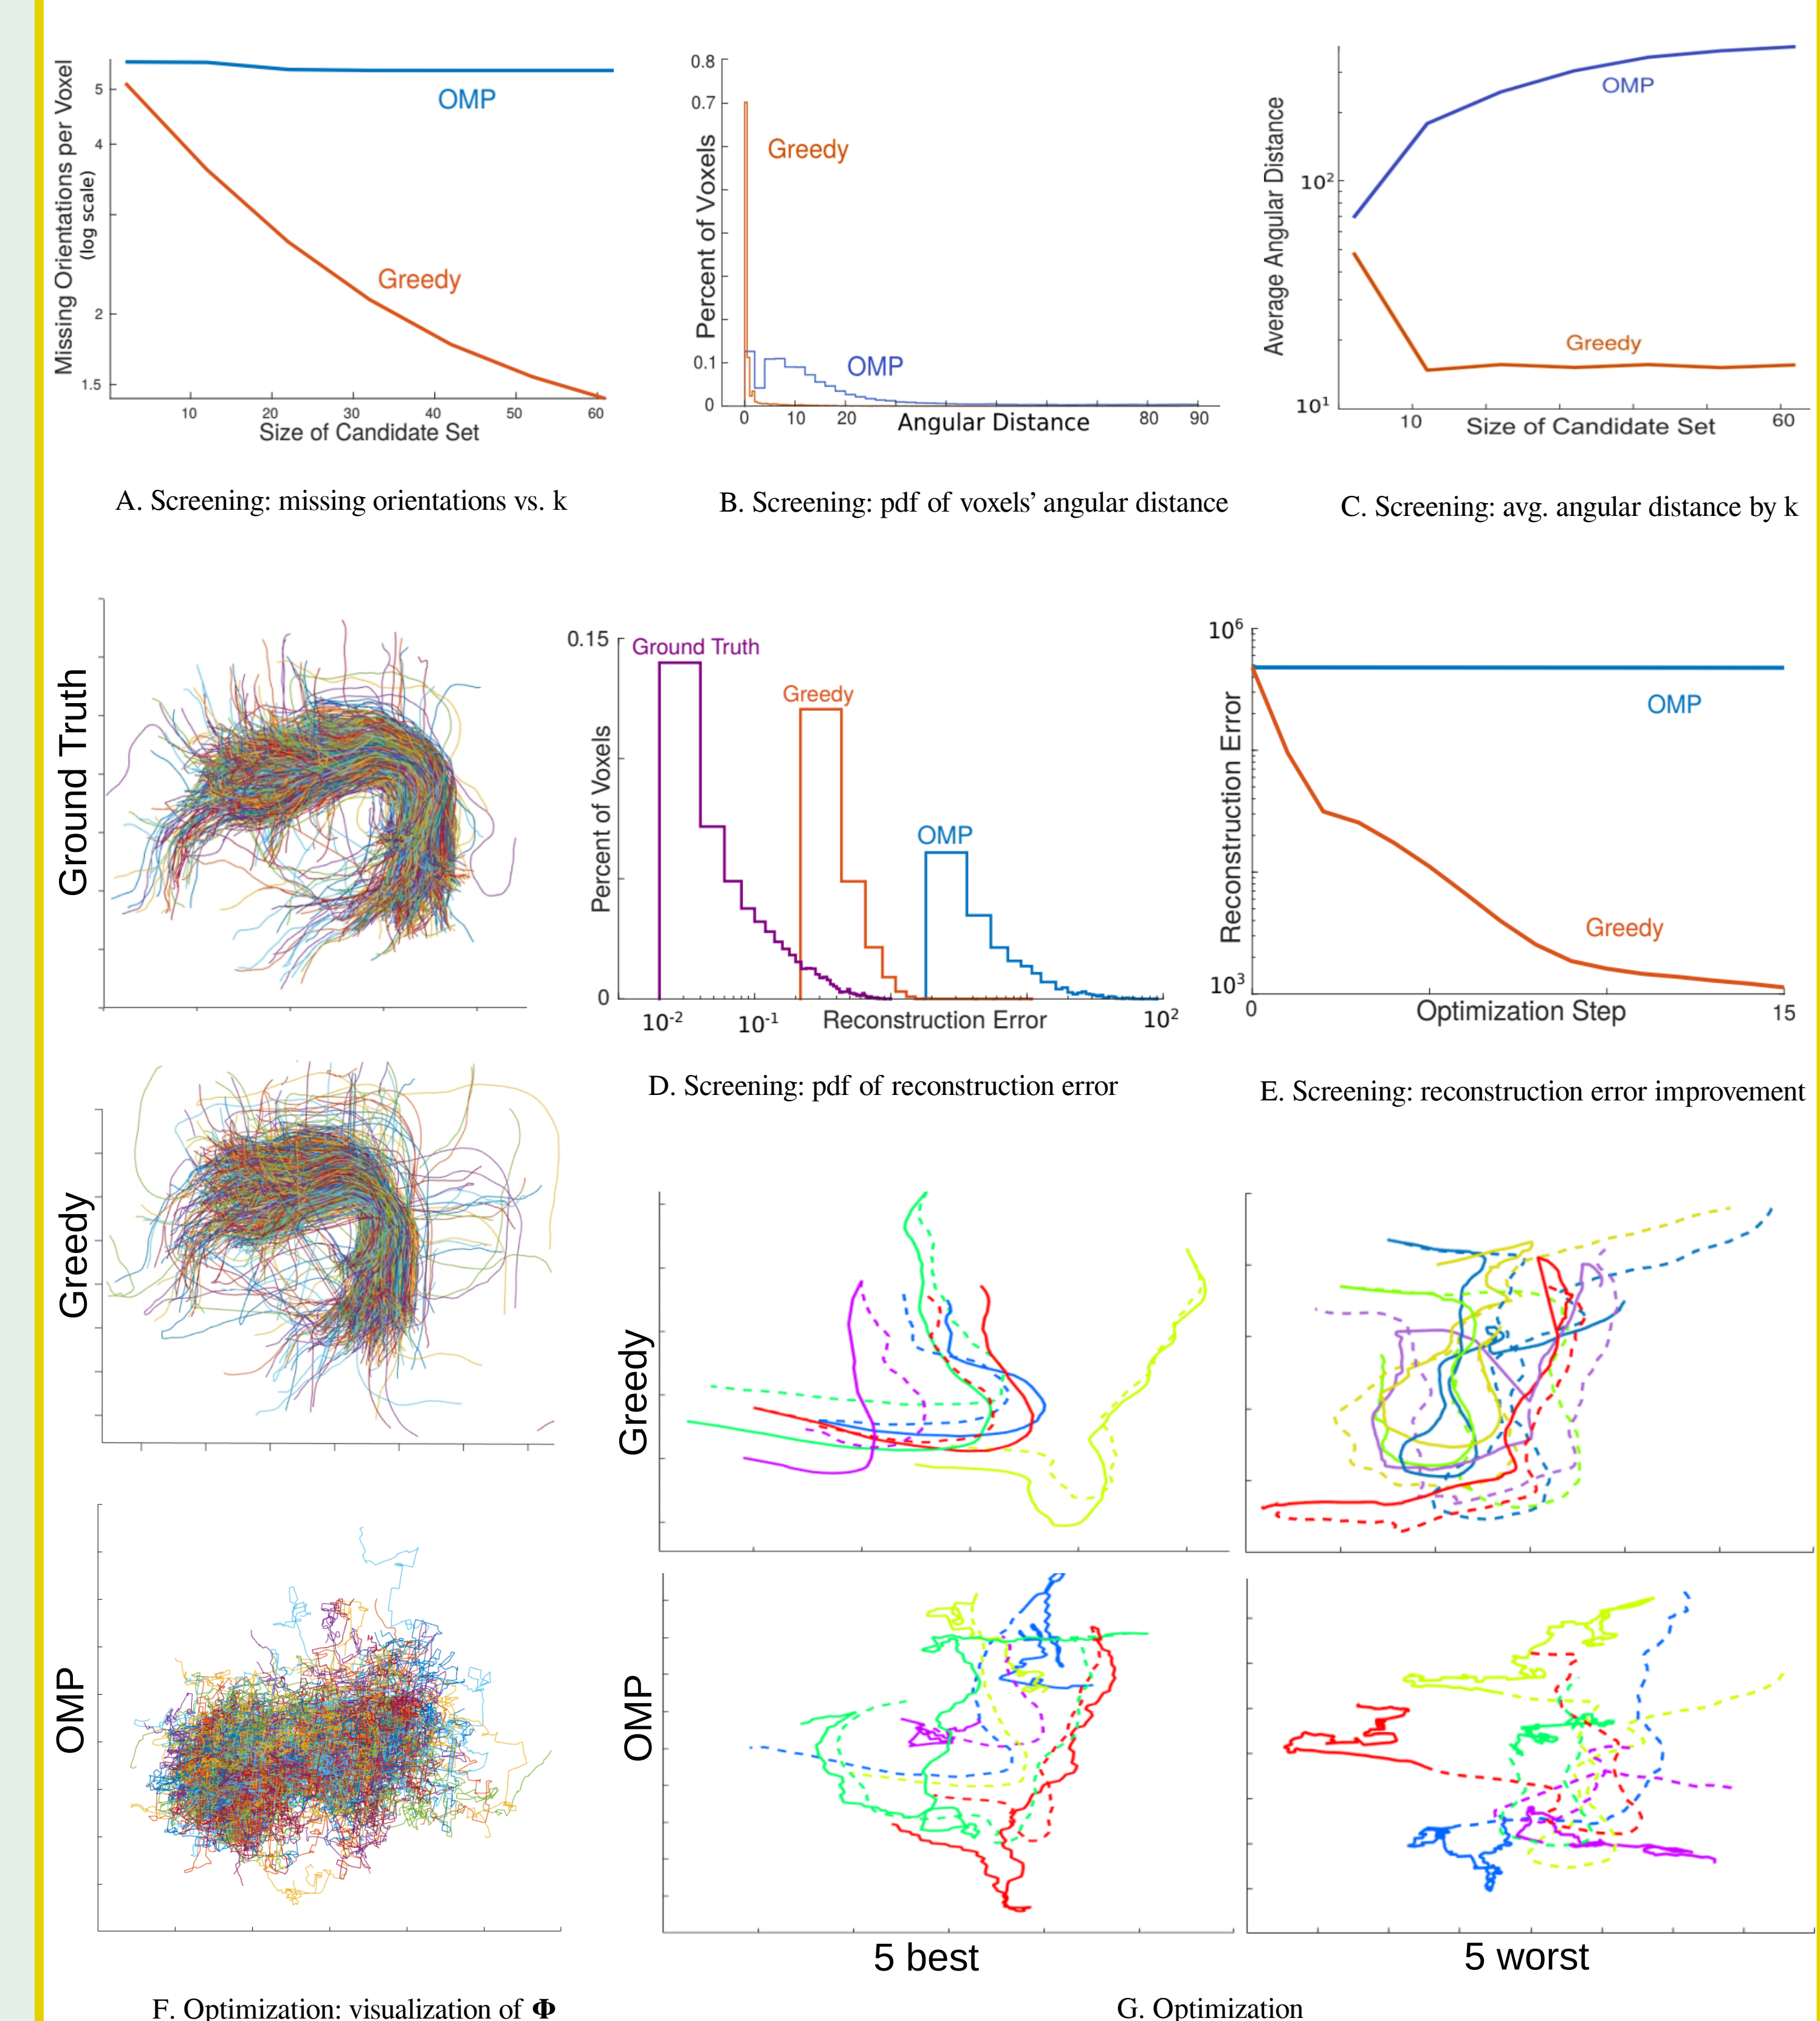 Missing Orientations per Voxel
(log scale)
5
4
2
1.5
OMP
Greedy
10 20 30 40 50 60
Size of Candidate Set
A. Screening: missing orientations vs. k
Percent of Voxels
0.8
0.7
0.1
0
Greedy
OMP
0 10 20 80 90
Angular Distance
B. Screening: pdf of voxels’ angular distance
Average Angular Distance
10²
10¹
OMP
Greedy
10 60
Size of Candidate Set
C. Screening: avg. angular distance by k
Ground Truth
Percent of Voxels
0.15
0
Ground Truth
Greedy
OMP
10⁻² 10⁻¹ 10²
Reconstruction Error
D. Screening: pdf of reconstruction error
Reconstruction Error
10⁶
10³
OMP
Greedy
0 15
Optimization Step
E. Screening: reconstruction error improvement
Greedy
OMP
F. Optimization: visualization of Φ
Greedy
OMP
5 best
5 worst
G. Optimization